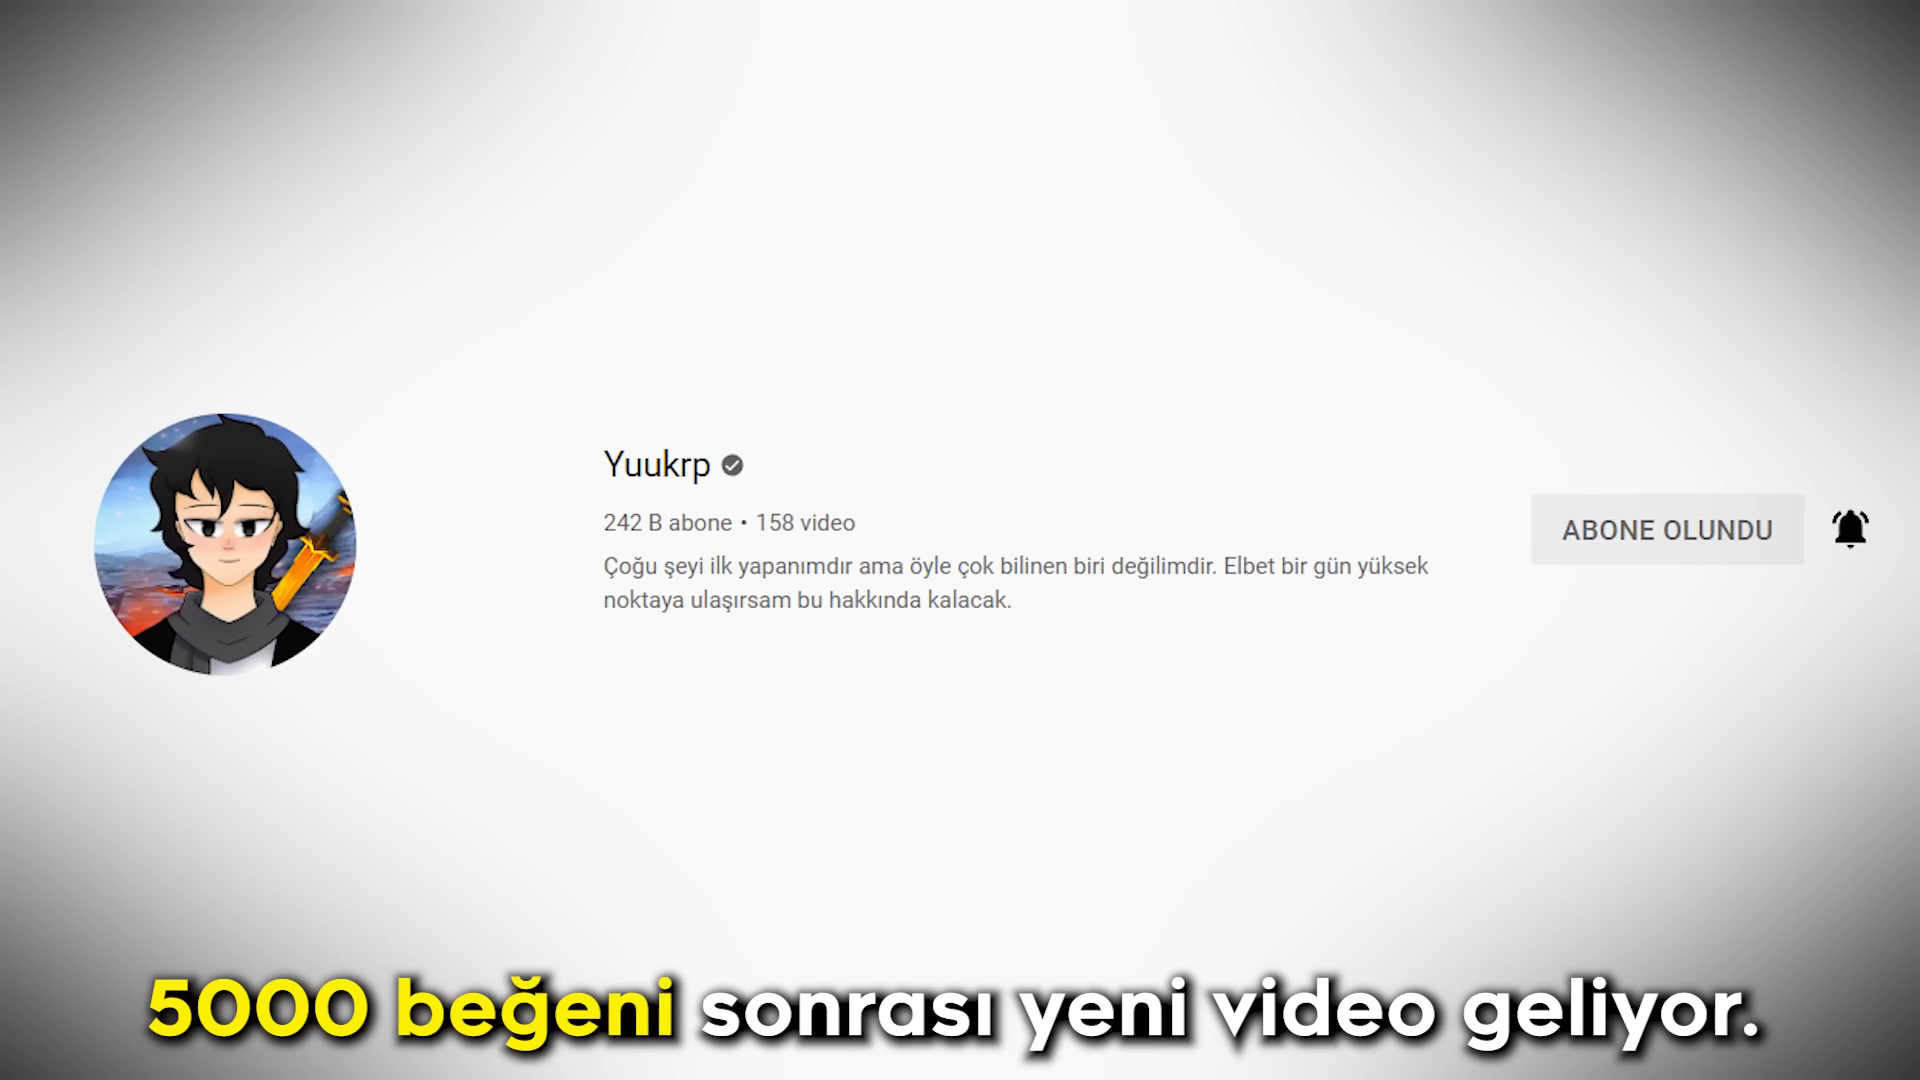 Yuukrp
242 B abone • 158 video
Çoğu şeyi ilk yapanımdır ama öyle çok bilinen biri değilimdir. Elbet bir gün yüksek
noktaya ulaşırsam bu hakkında kalacak.
ABONE OLUNDU
5000 beğeni sonrası yeni video geliyor.